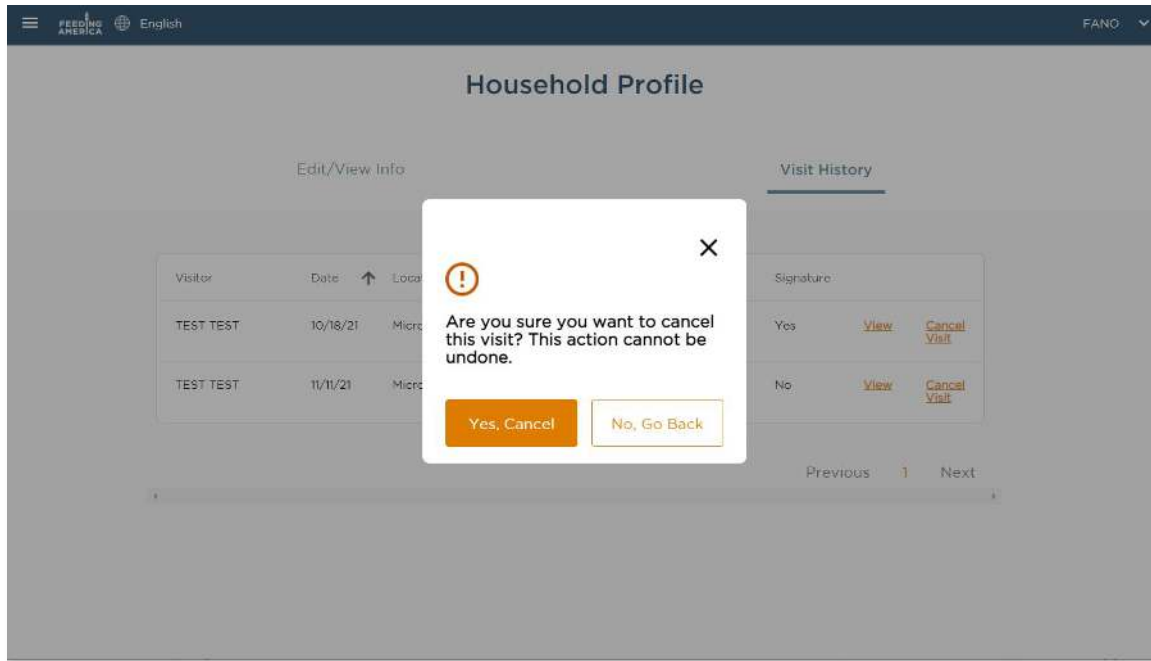 FEEDING AMERICA English FANO
Household Profile
Edit/View Info Visit History
Visitor Date Signature
TEST TEST 10/18/21 Yes View Cancel Visit
TEST TEST 11/11/21 No View Cancel Visit
Are you sure you want to cancel
this visit? This action cannot be
undone.
Yes, Cancel No, Go Back
Previous 1 Next